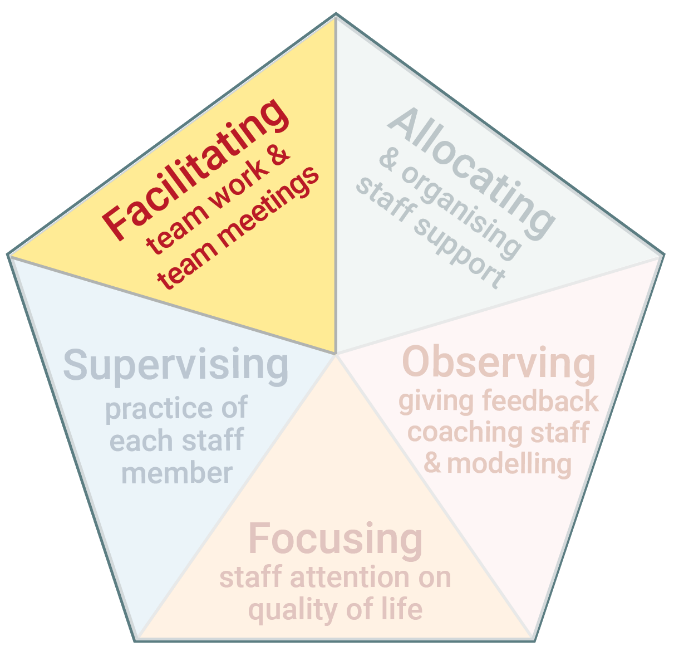 Facilitating
team work &
team meetings
Allocating
& organising
staff support
Supervising
practice of
each staff
member
Observing
giving feedback
coaching staff
& modelling
Focusing
staff attention on
quality of life